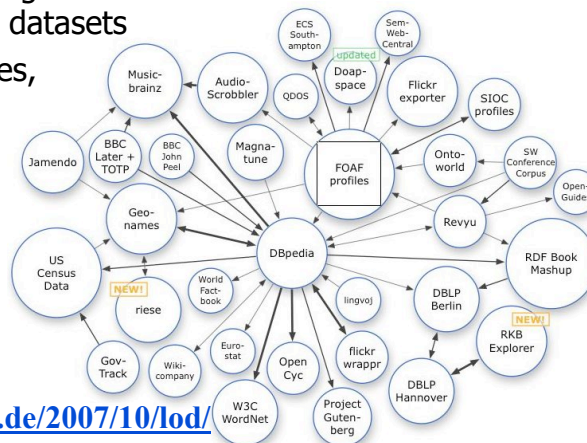 datasets
es,
ECS
South-
ampton
Sem-
Web-
Central
updated
Doap-
space
Music-
brainz
Audio-
Scrobbler
QDOS
Flickr
exporter
SIOC
profiles
BBC
Later +
TOTP
BBC
John
Peel
Jamendo
Magna-
tune
FOAF
profiles
Onto-
world
SW
Conference
Corpus
Open-
Guides
Geo-
names
Revyu
DBpedia
US
Census
Data
RDF Book
Mashup
NEW!
riese
World
Fact-
book
lingvoj
DBLP
Berlin
NEW!
RKB
Explorer
Gov-
Track
Wiki-
company
Euro-
stat
Open
Cyc
flickr
wrappr
DBLP
Hannover
W3C
WordNet
Project
Guten-
berg
.de/2007/10/lod/